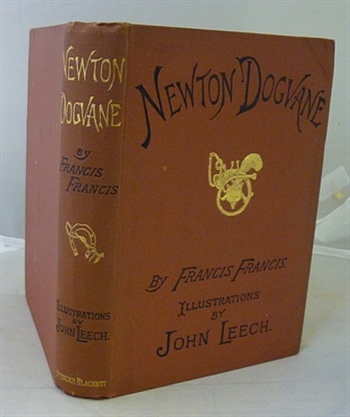 NEWTON
DOGVANE
BY
FRANCIS
FRANCIS
ILLUSTRATIONS
BY
JOHN LEECH.
NEWTON DOGVANE
BY FRANCIS FRANCIS.
ILLUSTRATIONS
BY
JOHN LEECH.